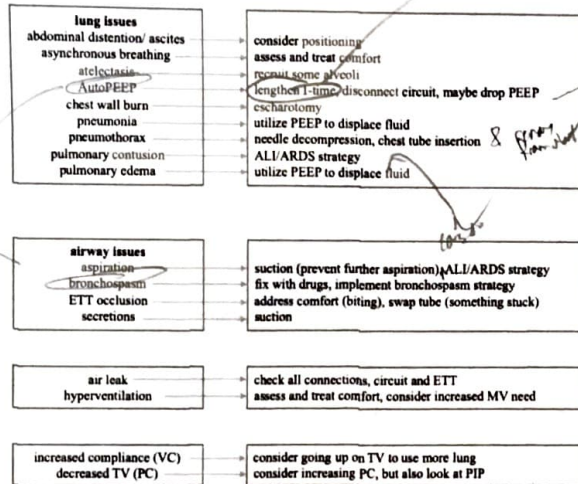 lung issues
abdominal distention/ ascites consider positioning
asynchronous breathing assess and treat comfort
atelectasis recruit some alveoli
AutoPEEP lengthen I-time, disconnect circuit, maybe drop PEEP
chest wall burn escharotomy
pneumonia utilize PEEP to displace fluid
pneumothorax needle decompression, chest tube insertion &
pulmonary contusion ALI/ARDS strategy
pulmonary edema utilize PEEP to displace fluid
airway issues
aspiration suction (prevent further aspiration), ALI/ARDS strategy
bronchospasm fix with drugs, implement bronchospasm strategy
ETT occlusion address comfort (biting), swap tube (something stuck)
secretions suction
air leak check all connections, circuit and ETT
hyperventilation assess and treat comfort, consider increased MV need
increased compliance (VC) consider going up on TV to use more lung
decreased TV (PC) consider increasing PC, but also look at PIP